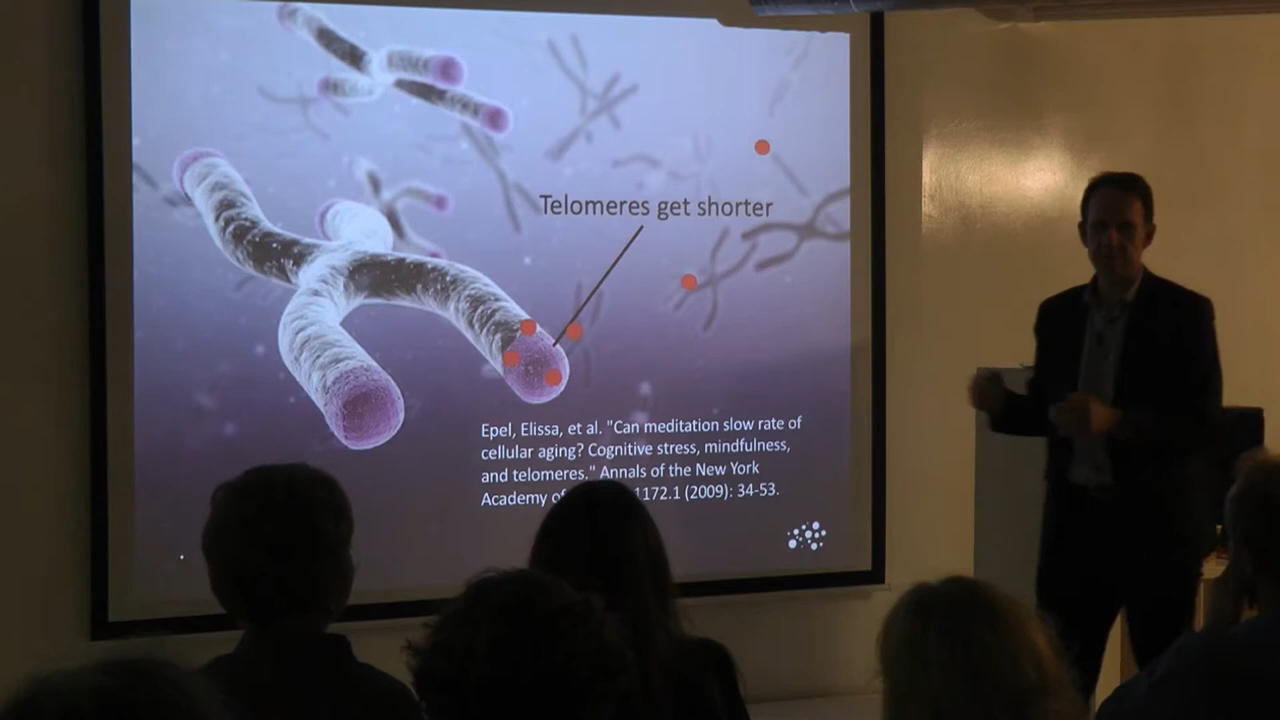 Telomeres get shorter
Epel, Elissa, et al. "Can meditation slow rate of
cellular aging? Cognitive stress, mindfulness,
and telomeres." Annals of the New York
Academy of 1172.1 (2009): 34-53.